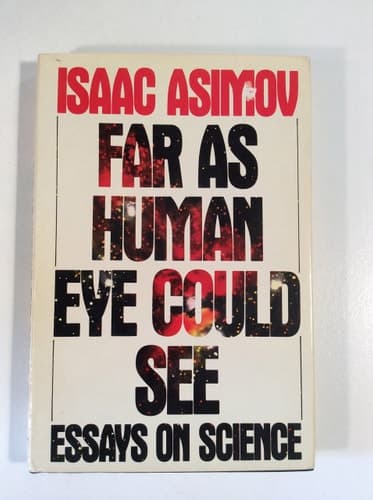 ISAAC ASIMOV
FAR AS
HUMAN
EYE COULD
SEE
ESSAYS ON SCIENCE